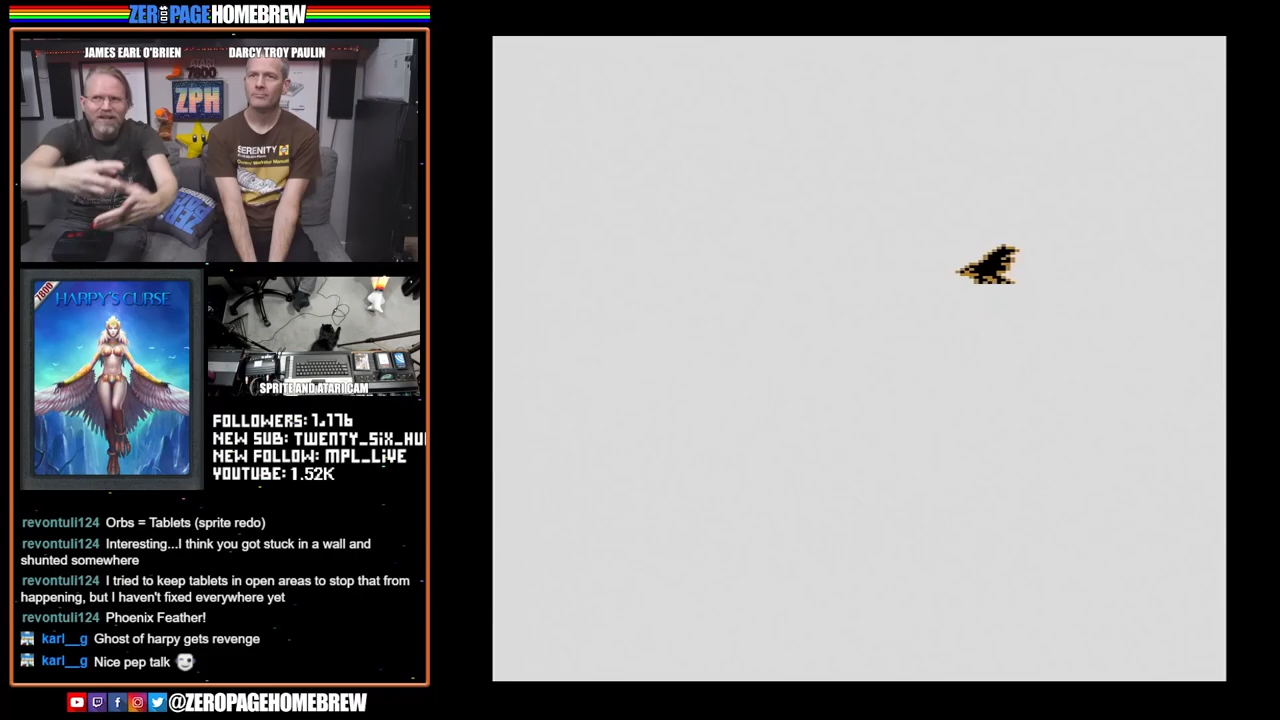 ZEROPAGE HOMEBREW
JAMES EARL O'BRIEN
DARCY TROY PAULIN
ATARI
7800
ZPH
SERENITY
7800
HARPY'S CURSE
SPRITE AND ATARI CAM
FOLLOWERS: 1,176
NEW SUB: TWENTY_SIX_HU
NEW FOLLOW: MPL_LIVE
YOUTUBE: 1.52K
revontuli124 Orbs = Tablets (sprite redo)
revontuli124 Interesting...I think you got stuck in a wall and
shunted somewhere
revontuli124 I tried to keep tablets in open areas to stop that from
happening, but I haven't fixed everywhere yet
revontuli124 Phoenix Feather!
karl__g Ghost of harpy gets revenge
karl__g Nice pep talk
@ZEROPAGEHOMEBREW